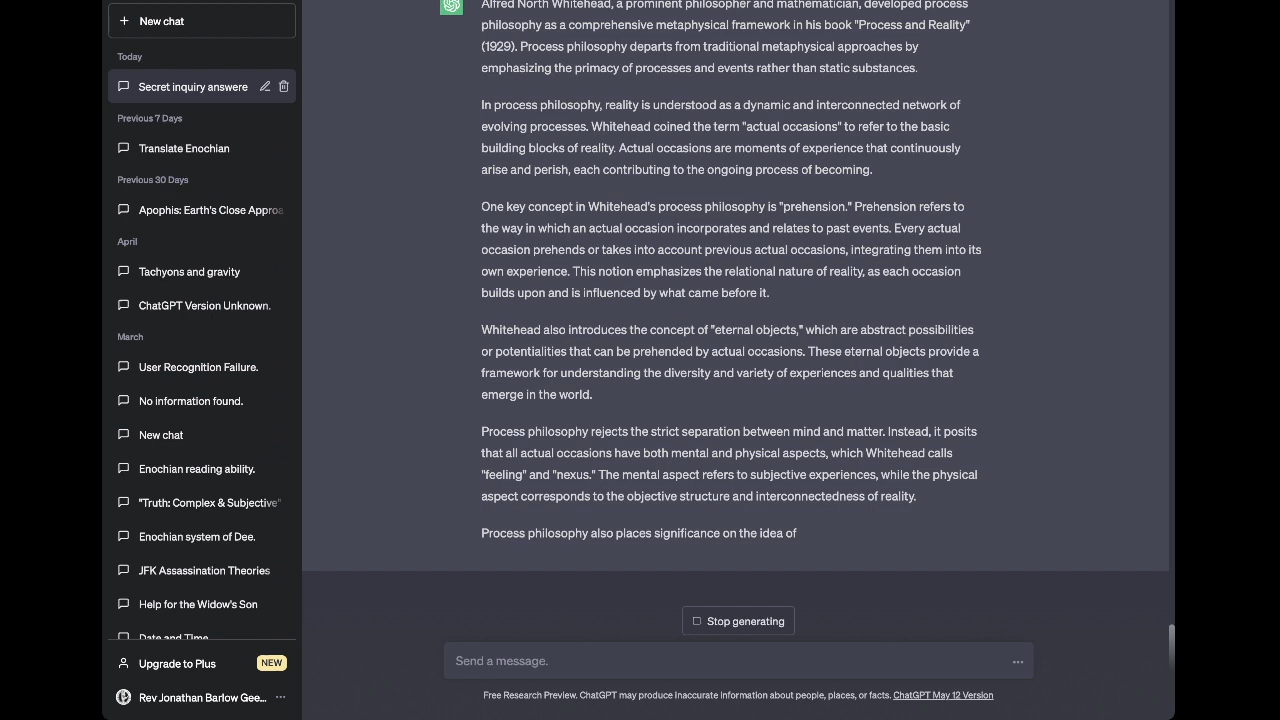 New chat
Today
Secret inquiry answere
Previous 7 Days
Translate Enochian
Previous 30 Days
Apophis: Earth's Close Approa
April
Tachyons and gravity
ChatGPT Version Unknown.
March
User Recognition Failure.
No information found.
New chat
Enochian reading ability.
"Truth: Complex & Subjective"
Enochian system of Dee.
JFK Assassination Theories
Help for the Widow's Son
Date and Time
Upgrade to Plus NEW
Rev Jonathan Barlow Gee...
Alfred North Whitehead, a prominent philosopher and mathematician, developed process
philosophy as a comprehensive metaphysical framework in his book "Process and Reality"
(1929). Process philosophy departs from traditional metaphysical approaches by
emphasizing the primacy of processes and events rather than static substances.
In process philosophy, reality is understood as a dynamic and interconnected network of
evolving processes. Whitehead coined the term "actual occasions" to refer to the basic
building blocks of reality. Actual occasions are moments of experience that continuously
arise and perish, each contributing to the ongoing process of becoming.
One key concept in Whitehead's process philosophy is "prehension." Prehension refers to
the way in which an actual occasion incorporates and relates to past events. Every actual
occasion prehends or takes into account previous actual occasions, integrating them into its
own experience. This notion emphasizes the relational nature of reality, as each occasion
builds upon and is influenced by what came before it.
Whitehead also introduces the concept of "eternal objects," which are abstract possibilities
or potentialities that can be prehended by actual occasions. These eternal objects provide a
framework for understanding the diversity and variety of experiences and qualities that
emerge in the world.
Process philosophy rejects the strict separation between mind and matter. Instead, it posits
that all actual occasions have both mental and physical aspects, which Whitehead calls
"feeling" and "nexus." The mental aspect refers to subjective experiences, while the physical
aspect corresponds to the objective structure and interconnectedness of reality.
Process philosophy also places significance on the idea of
Stop generating
Send a message.
Free Research Preview. ChatGPT may produce inaccurate information about people, places, or facts. ChatGPT May 12 Version